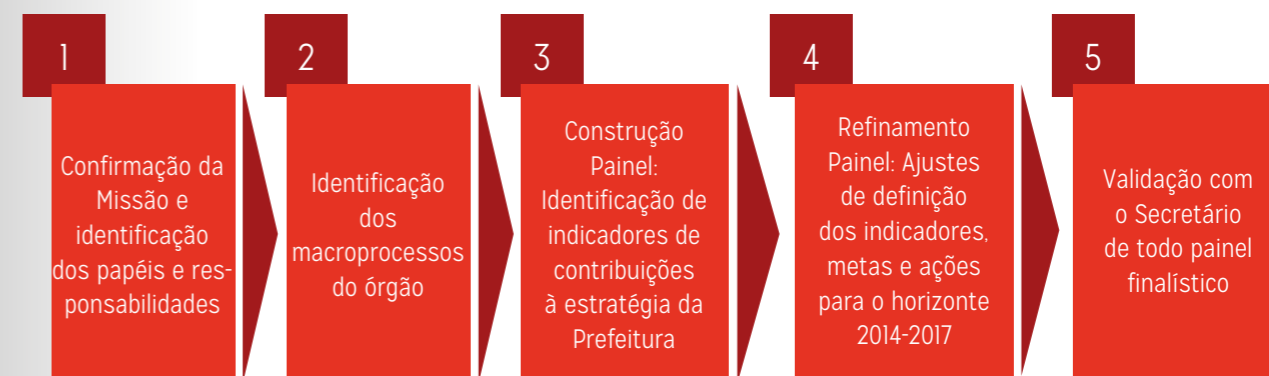 1
Confirmação da
Missão e
identificação
dos papéis e res-
ponsabilidades
2
Identificação
dos
macroprocessos
do órgão
3
Construção
Painel:
Identificação de
indicadores de
contribuições
à estratégia da
Prefeitura
4
Refinamento
Painel: Ajustes
de definição
dos indicadores,
metas e ações
para o horizonte
2014-2017
5
Validação com
o Secretário
de todo painel
finalístico